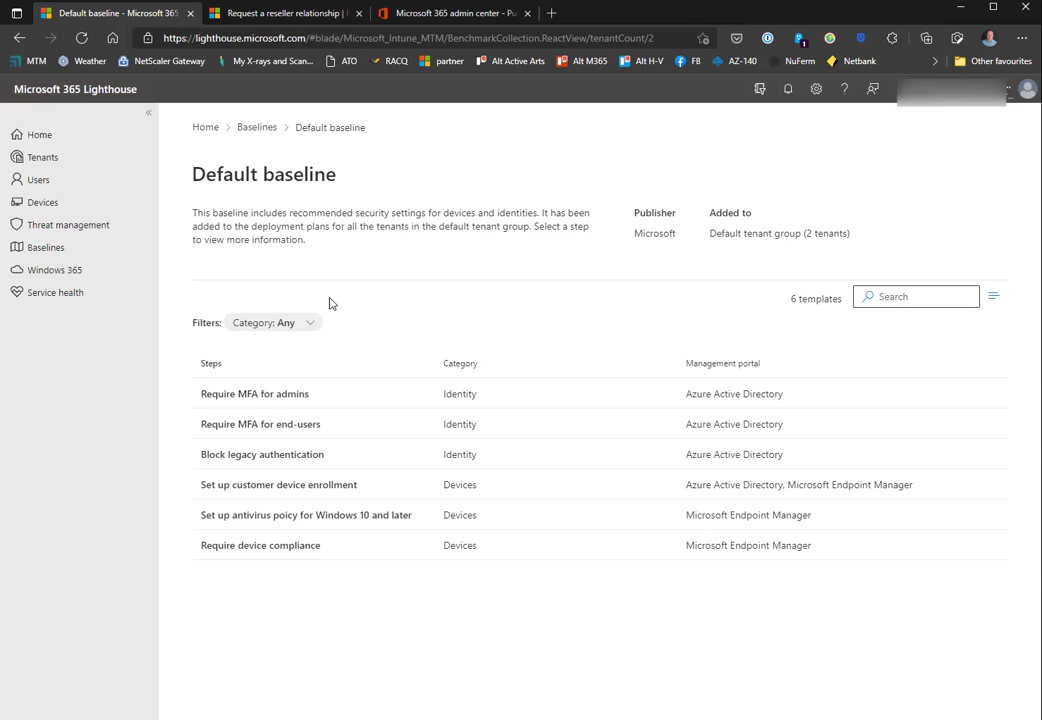 Default baseline - Microsoft 365
Request a reseller relationship |
Microsoft 365 admin center - Pu
https://lighthouse.microsoft.com/#blade/Microsoft_Intune_MTM/BenchmarkCollection.ReactView/tenantCount/2
MTM
Weather
NetScaler Gateway
My X-rays and Scan...
ATO
RACQ
partner
Alt Active Arts
Alt M365
Alt H-V
FB
AZ-140
NuFerm
Netbank
Other favourites
Microsoft 365 Lighthouse
Home
Tenants
Users
Devices
Threat management
Baselines
Windows 365
Service health
Home > Baselines > Default baseline
Default baseline
This baseline includes recommended security settings for devices and identities. It has been
added to the deployment plans for all the tenants in the default tenant group. Select a step
to view more information.
Publisher
Microsoft
Added to
Default tenant group (2 tenants)
6 templates
Search
Filters: Category: Any
Steps Category Management portal
Require MFA for admins Identity Azure Active Directory
Require MFA for end-users Identity Azure Active Directory
Block legacy authentication Identity Azure Active Directory
Set up customer device enrollment Devices Azure Active Directory, Microsoft Endpoint Manager
Set up antivirus poicy for Windows 10 and later Devices Microsoft Endpoint Manager
Require device compliance Devices Microsoft Endpoint Manager